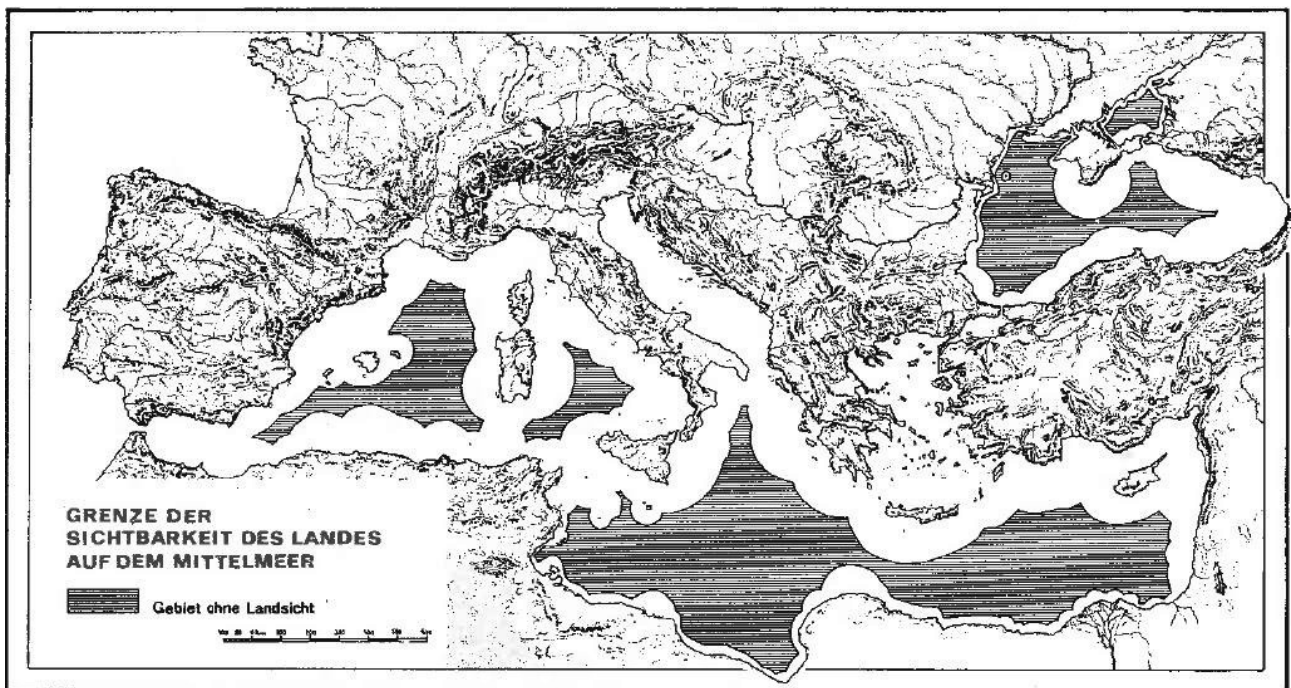 GRENZE DER
SICHTBARKEIT DES LANDES
AUF DEM MITTELMEER
Gebiet ohne Landsicht